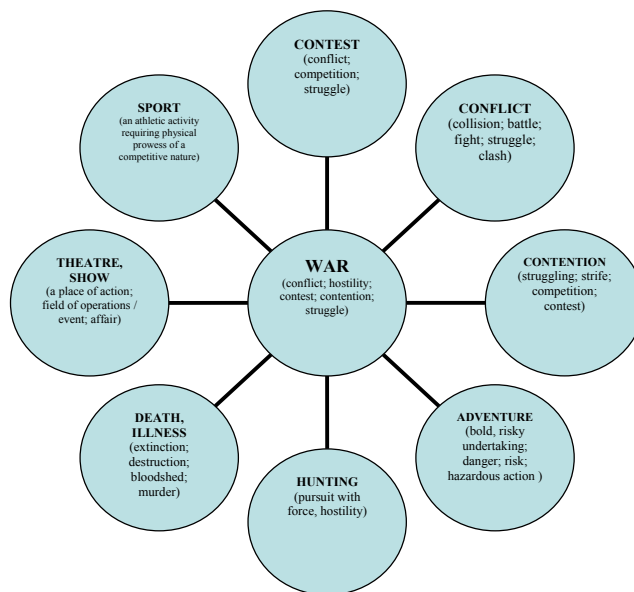 CONTEST
(conflict;
competition;
struggle)
SPORT
(an athletic activity
requiring physical
prowess of a
competitive nature)
CONFLICT
(collision; battle;
fight; struggle;
clash)
THEATRE,
SHOW
(a place of action;
field of operations /
event; affair)
WAR
(conflict; hostility;
contest; contention;
struggle)
CONTENTION
(struggling; strife;
competition;
contest)
DEATH,
ILLNESS
(extinction;
destruction;
bloodshed;
murder)
HUNTING
(pursuit with
force, hostility)
ADVENTURE
(bold, risky
undertaking;
danger; risk;
hazardous action )